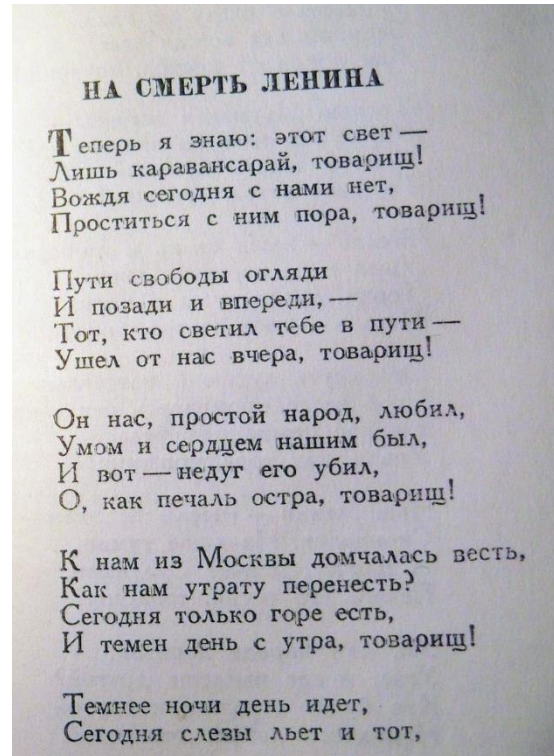 НА СМЕРТЬ ЛЕНИНА
Теперь я знаю: этот свет —
Лишь каравансарай, товарищ!
Вождя сегодня с нами нет,
Проститься с ним пора, товарищ!
Пути свободы огляди
И позади и впереди, —
Тот, кто светил тебе в пути —
Ушел от нас вчера, товарищ!
Он нас, простой народ, любил,
Умом и сердцем нашим был,
И вот — недуг его убил,
О, как печаль остра, товарищ!
К нам из Москвы домчалась весть,
Как нам утрату перенесть?
Сегодня только горе есть,
И темен день с утра, товарищ!
Темнее ночи день идет,
Сегодня слезы льет и тот,